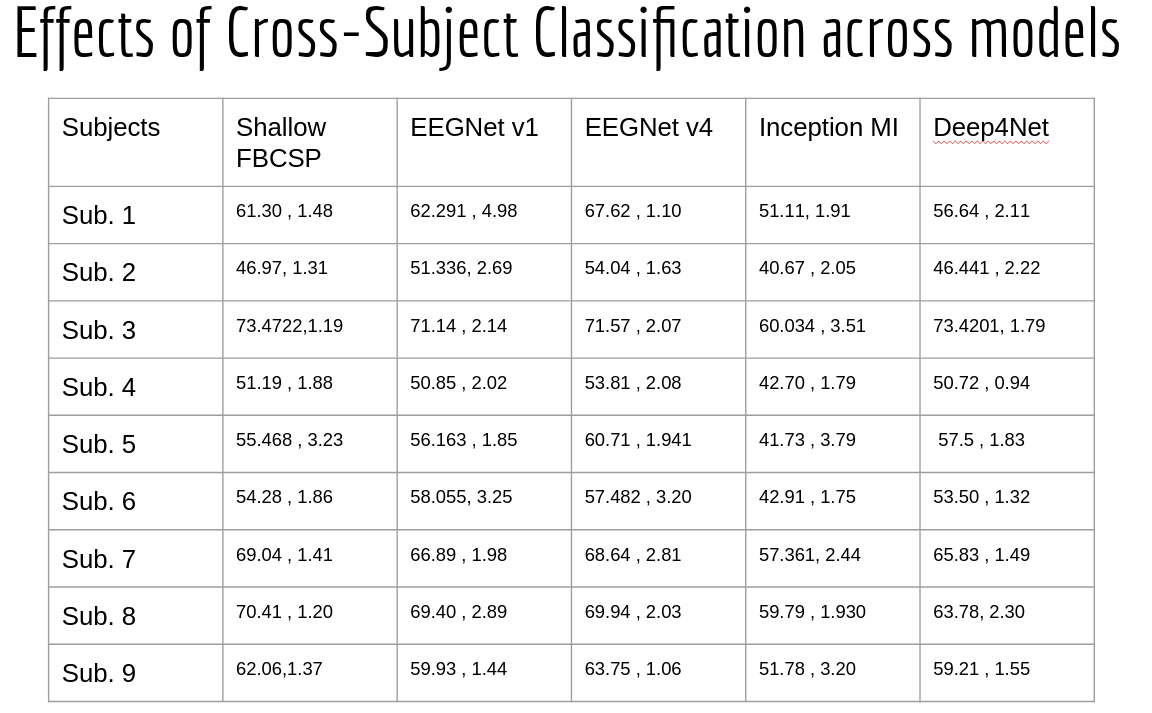 Effects of Cross-Subject Classification across models
Subjects Shallow FBCSP EEGNet v1 EEGNet v4 Inception MI Deep4Net
Sub. 1 61.30 , 1.48 62.291 , 4.98 67.62 , 1.10 51.11, 1.91 56.64 , 2.11
Sub. 2 46.97, 1.31 51.336, 2.69 54.04 , 1.63 40.67 , 2.05 46.441 , 2.22
Sub. 3 73.4722,1.19 71.14 , 2.14 71.57 , 2.07 60.034 , 3.51 73.4201, 1.79
Sub. 4 51.19 , 1.88 50.85 , 2.02 53.81 , 2.08 42.70 , 1.79 50.72 , 0.94
Sub. 5 55.468 , 3.23 56.163 , 1.85 60.71 , 1.941 41.73 , 3.79 57.5 , 1.83
Sub. 6 54.28 , 1.86 58.055, 3.25 57.482 , 3.20 42.91 , 1.75 53.50 , 1.32
Sub. 7 69.04 , 1.41 66.89 , 1.98 68.64 , 2.81 57.361, 2.44 65.83 , 1.49
Sub. 8 70.41 , 1.20 69.40 , 2.89 69.94 , 2.03 59.79 , 1.930 63.78, 2.30
Sub. 9 62.06,1.37 59.93 , 1.44 63.75 , 1.06 51.78 , 3.20 59.21 , 1.55